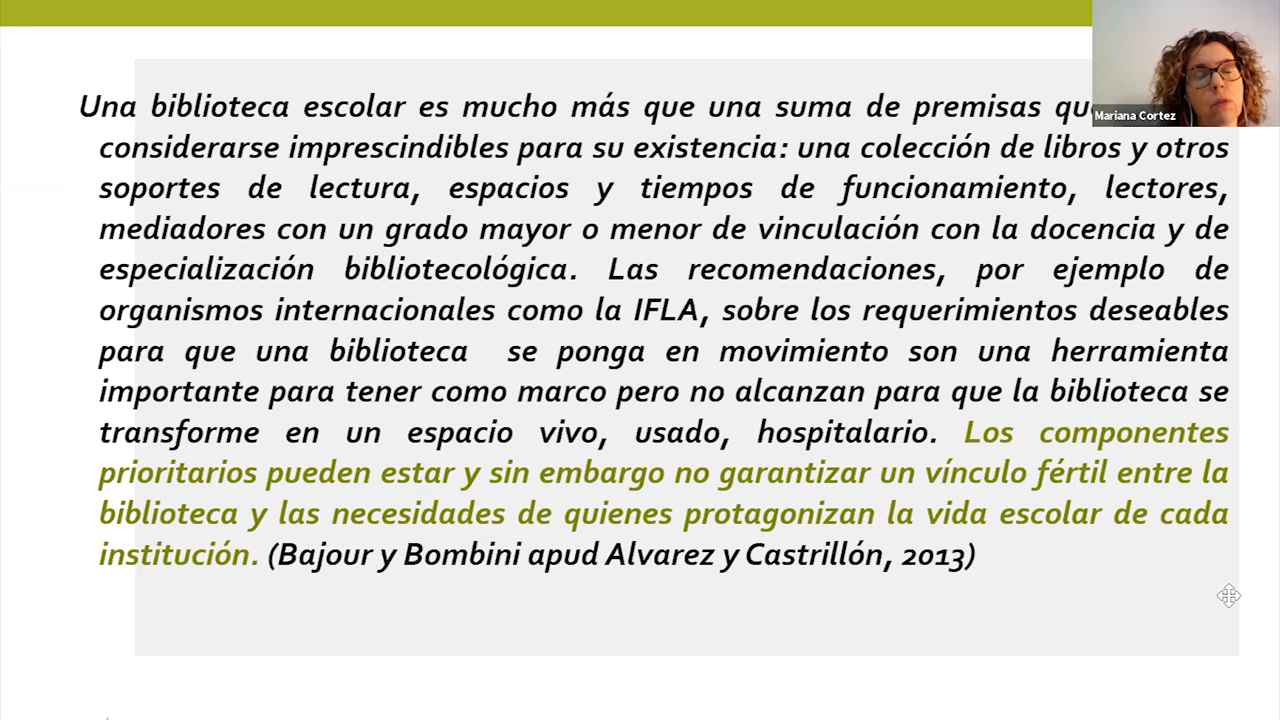 Una biblioteca escolar es mucho más que una suma de premisas
considerarse imprescindibles para su existencia: una colección de libros y otros
soportes de lectura, espacios y tiempos de funcionamiento, lectores,
mediadores con un grado mayor o menor de vinculación con la docencia y de
especialización bibliotecológica. Las recomendaciones, por ejemplo de
organismos internacionales como la IFLA, sobre los requerimientos deseables
para que una biblioteca se ponga en movimiento son una herramienta
importante para tener como marco pero no alcanzan para que la biblioteca se
transforme en un espacio vivo, usado, hospitalario. Los componentes
prioritarios pueden estar y sin embargo no garantizar un vínculo fértil entre la
biblioteca y las necesidades de quienes protagonizan la vida escolar de cada
institución. (Bajour y Bombini apud Alvarez y Castrillón, 2013)
Mariana Cortez